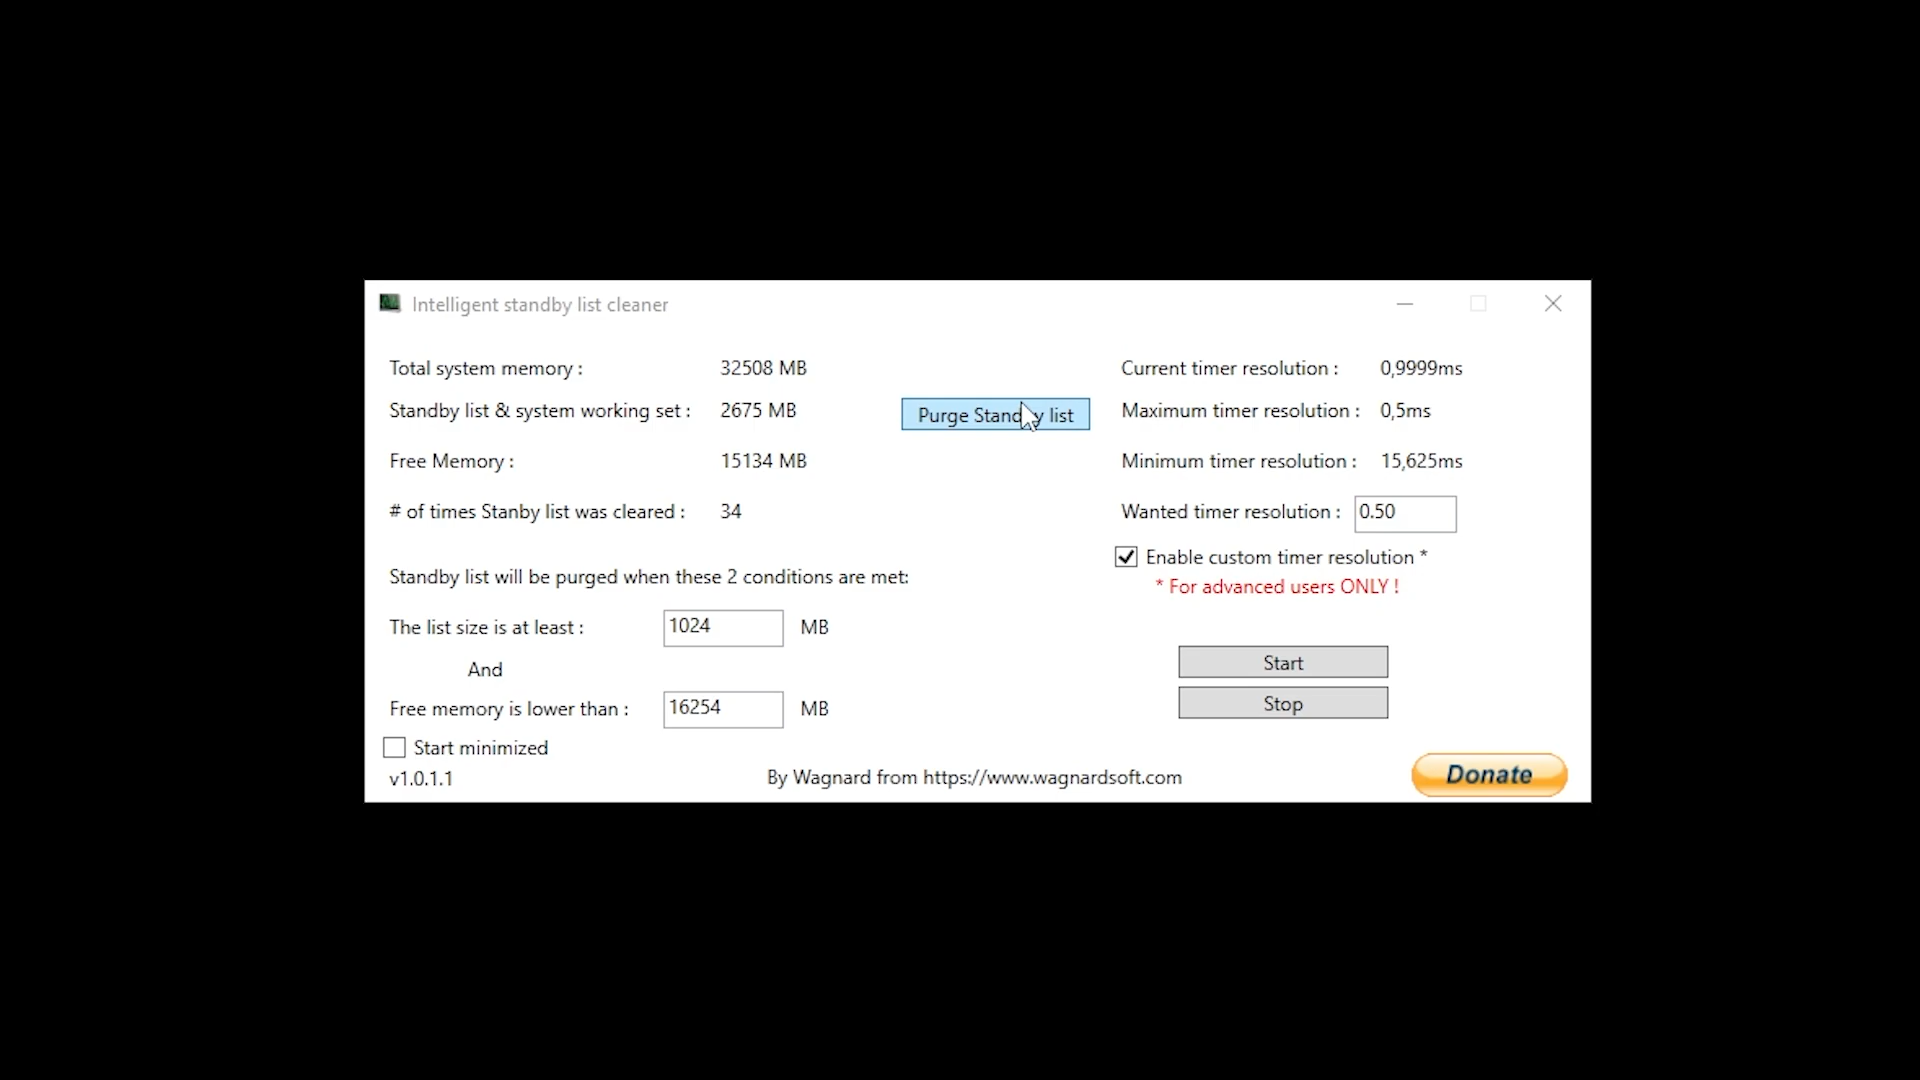 Intelligent standby list cleaner
Total system memory : 32508 MB
Standby list & system working set : 2675 MB
Free Memory : 15134 MB
# of times Stanby list was cleared : 34
Purge Standby list
Standby list will be purged when these 2 conditions are met:
The list size is at least : 1024 MB
And
Free memory is lower than : 16254 MB
Start minimized
v1.0.1.1
Current timer resolution : 0,9999ms
Maximum timer resolution : 0,5ms
Minimum timer resolution : 15,625ms
Wanted timer resolution : 0.50
Enable custom timer resolution *
* For advanced users ONLY !
Start
Stop
By Wagnard from https://www.wagnardsoft.com
Donate